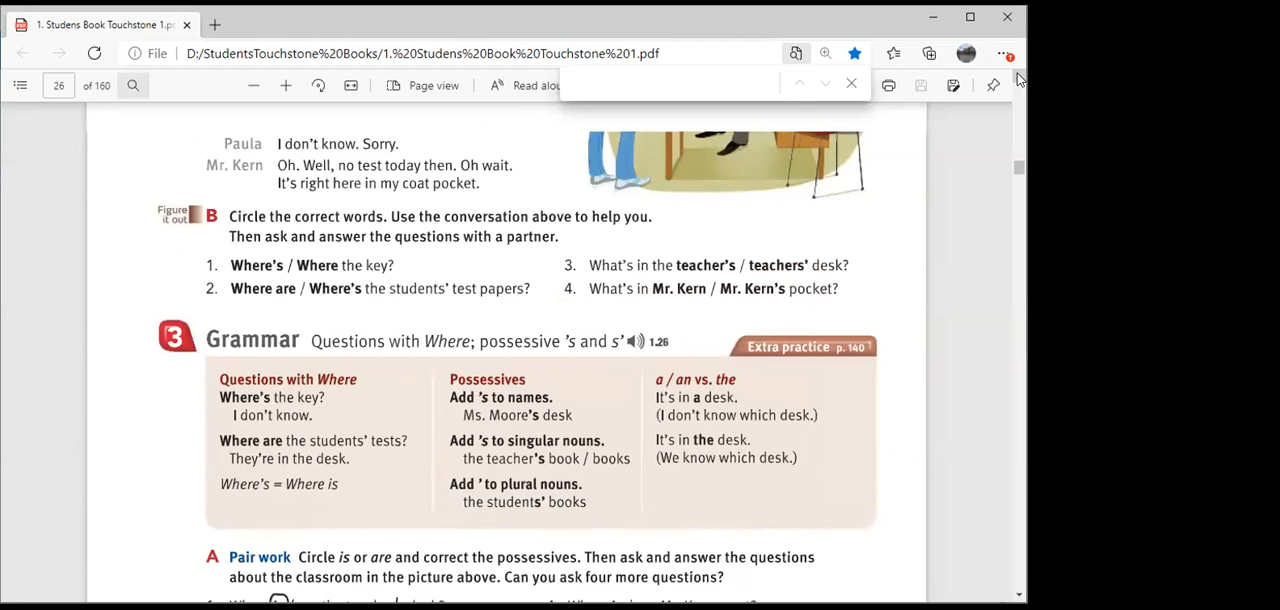 1. Studens Book Touchstone 1.pc
File
D:/StudentsTouchstone%20Books/1.%20Studens%20Book%20Touchstone%201.pdf
26 of 160
Page view
Read alou
Paula I don't know. Sorry.
Mr. Kern Oh. Well, no test today then. Oh wait.
It's right here in my coat pocket.
Figure it out
B Circle the correct words. Use the conversation above to help you.
Then ask and answer the questions with a partner.
1. Where's / Where the key?
2. Where are / Where's the students' test papers?
3. What's in the teacher's / teachers' desk?
4. What's in Mr. Kern / Mr. Kern's pocket?
3 Grammar Questions with Where; possessive 's and s' 1.26
Extra practice p. 140
Questions with Where
Where's the key?
I don't know.
Where are the students' tests?
They're in the desk.
Where's = Where is
Possessives
Add 's to names.
Ms. Moore's desk
Add 's to singular nouns.
the teacher's book / books
Add ' to plural nouns.
the students' books
a / an vs. the
It's in a desk.
(I don't know which desk.)
It's in the desk.
(We know which desk.)
A Pair work Circle is or are and correct the possessives. Then ask and answer the questions
about the classroom in the picture above. Can you ask four more questions?